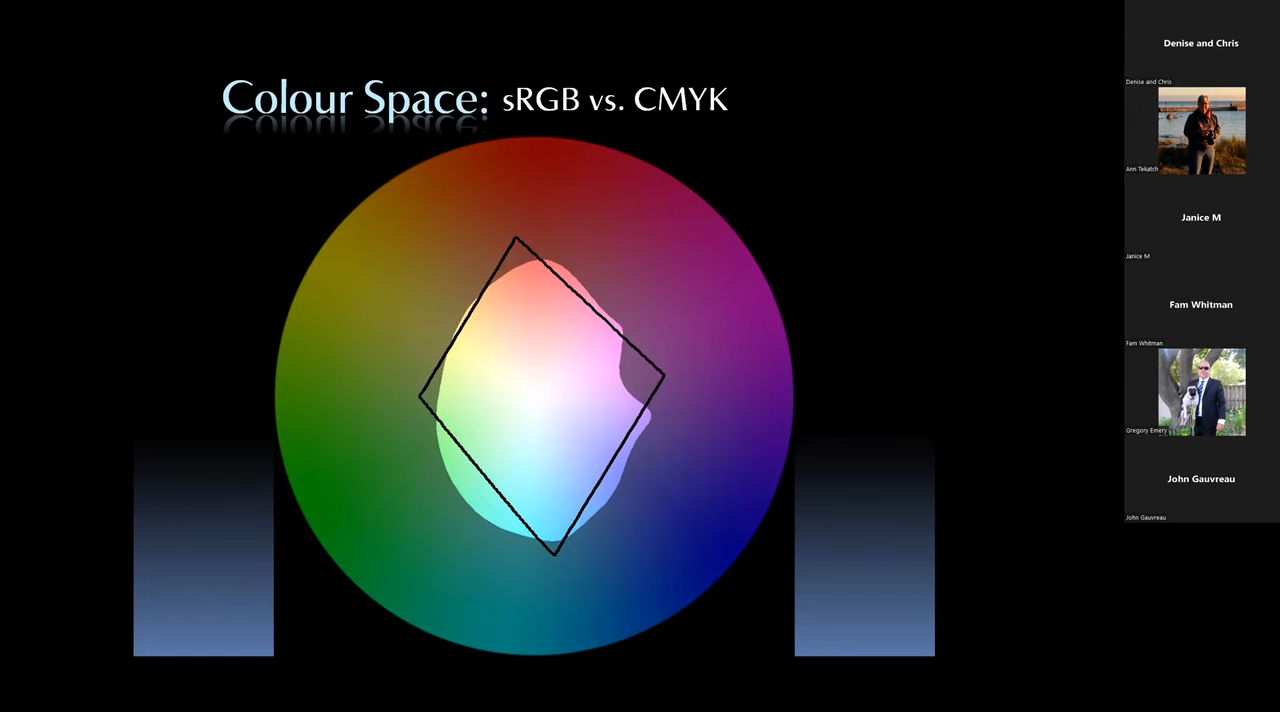 Colour Space: sRGB vs. CMYK
Denise and Chris
Denise and Chris
Ann Tekatch
Janice M
Janice M
Fam Whitman
Fam Whitman
Gregory Emery
John Gauvreau
John Gauvreau